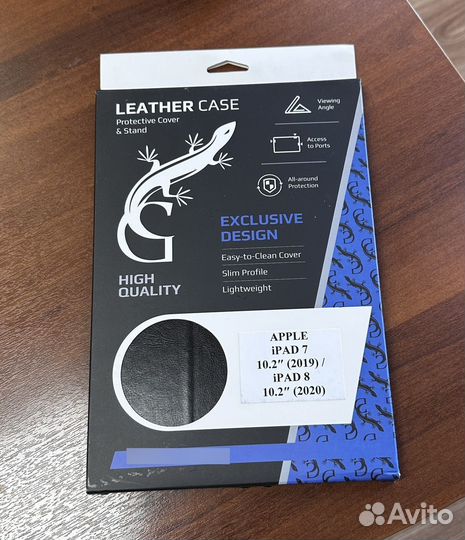 LEATHER CASE
Protective Cover
& Stand
Viewing
Angle
Access
to Ports
All-around
Protection
G
EXCLUSIVE
DESIGN
Easy-to-Clean Cover
Slim Profile
Lightweight
HIGH
QUALITY
APPLE
iPAD 7
10.2″ (2019) /
iPAD 8
10.2″ (2020)
Avito